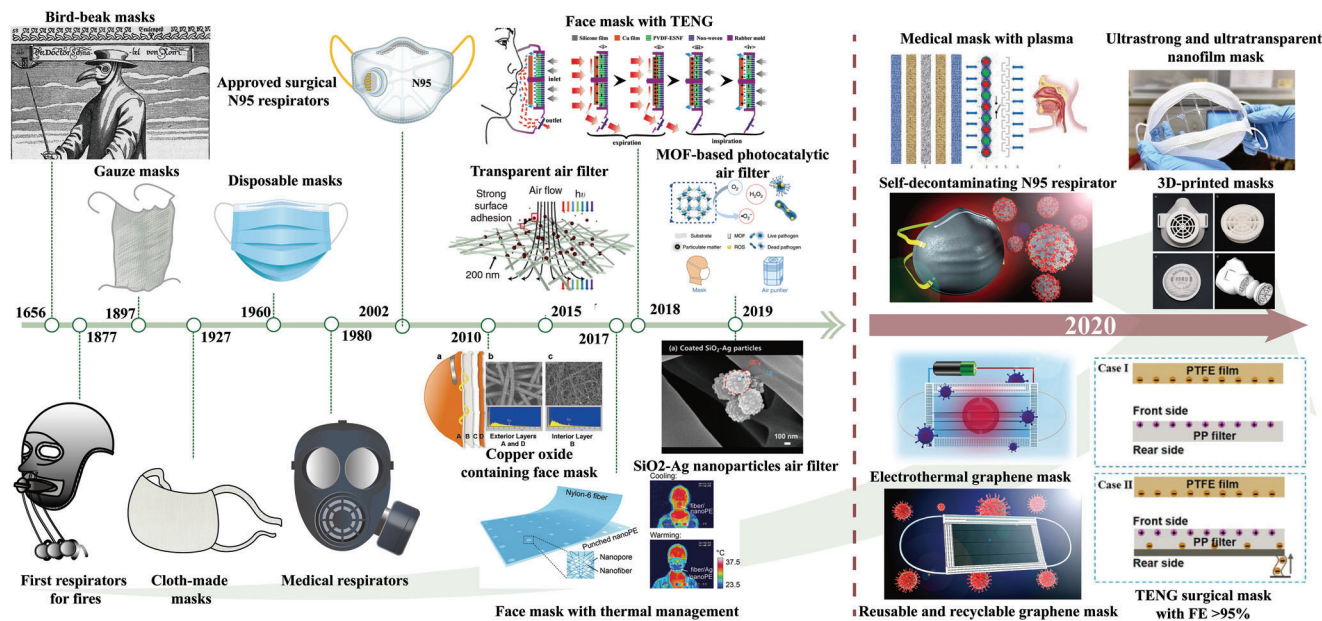 Bird-beak masks
Approved surgical
N95 respirators
N95
Face mask with TENG
Silicone film
Cu film
PVDF-ESNF
Non-woven
Rubber mold
inlet
outlet
expiration
inspiration
Medical mask with plasma
Ultrastrong and ultratransparent
nanofilm mask
Gauze masks
Disposable masks
Transparent air filter
Strong
surface
adhesion
Air flow
200 nm
MOF-based photocatalytic
air filter
O₂
H₂O₂
•O₂⁻
Substrate
MOF
Live pathogen
Particulate matter
ROS
Dead pathogen
Mask
Air purifier
Self-decontaminating N95 respirator
3D-printed masks
1656
1877
1897
1927
1960
1980
2002
2010
2015
2017
2018
2019
2020
a
b
c
A B C D
Exterior Layers
A and D
Interior Layer
B
Copper oxide
containing face mask
(a) Coated SiO₂-Ag particles
100 nm
SiO2-Ag nanoparticles air filter
Nylon-6 fiber
Punched nanoPE
Nanopore
Nanofiber
Cooling:
fiber/
nanoPE
Warming:
fiber/Ag
/nanoPE
°C
37.5
23.5
First respirators
for fires
Cloth-made
masks
Medical respirators
Face mask with thermal management
Electrothermal graphene mask
Reusable and recyclable graphene mask
Case I
PTFE film
Front side
PP filter
Rear side
Case II
PTFE film
Front side
PP filter
Rear side
TENG surgical mask
with FE >95%